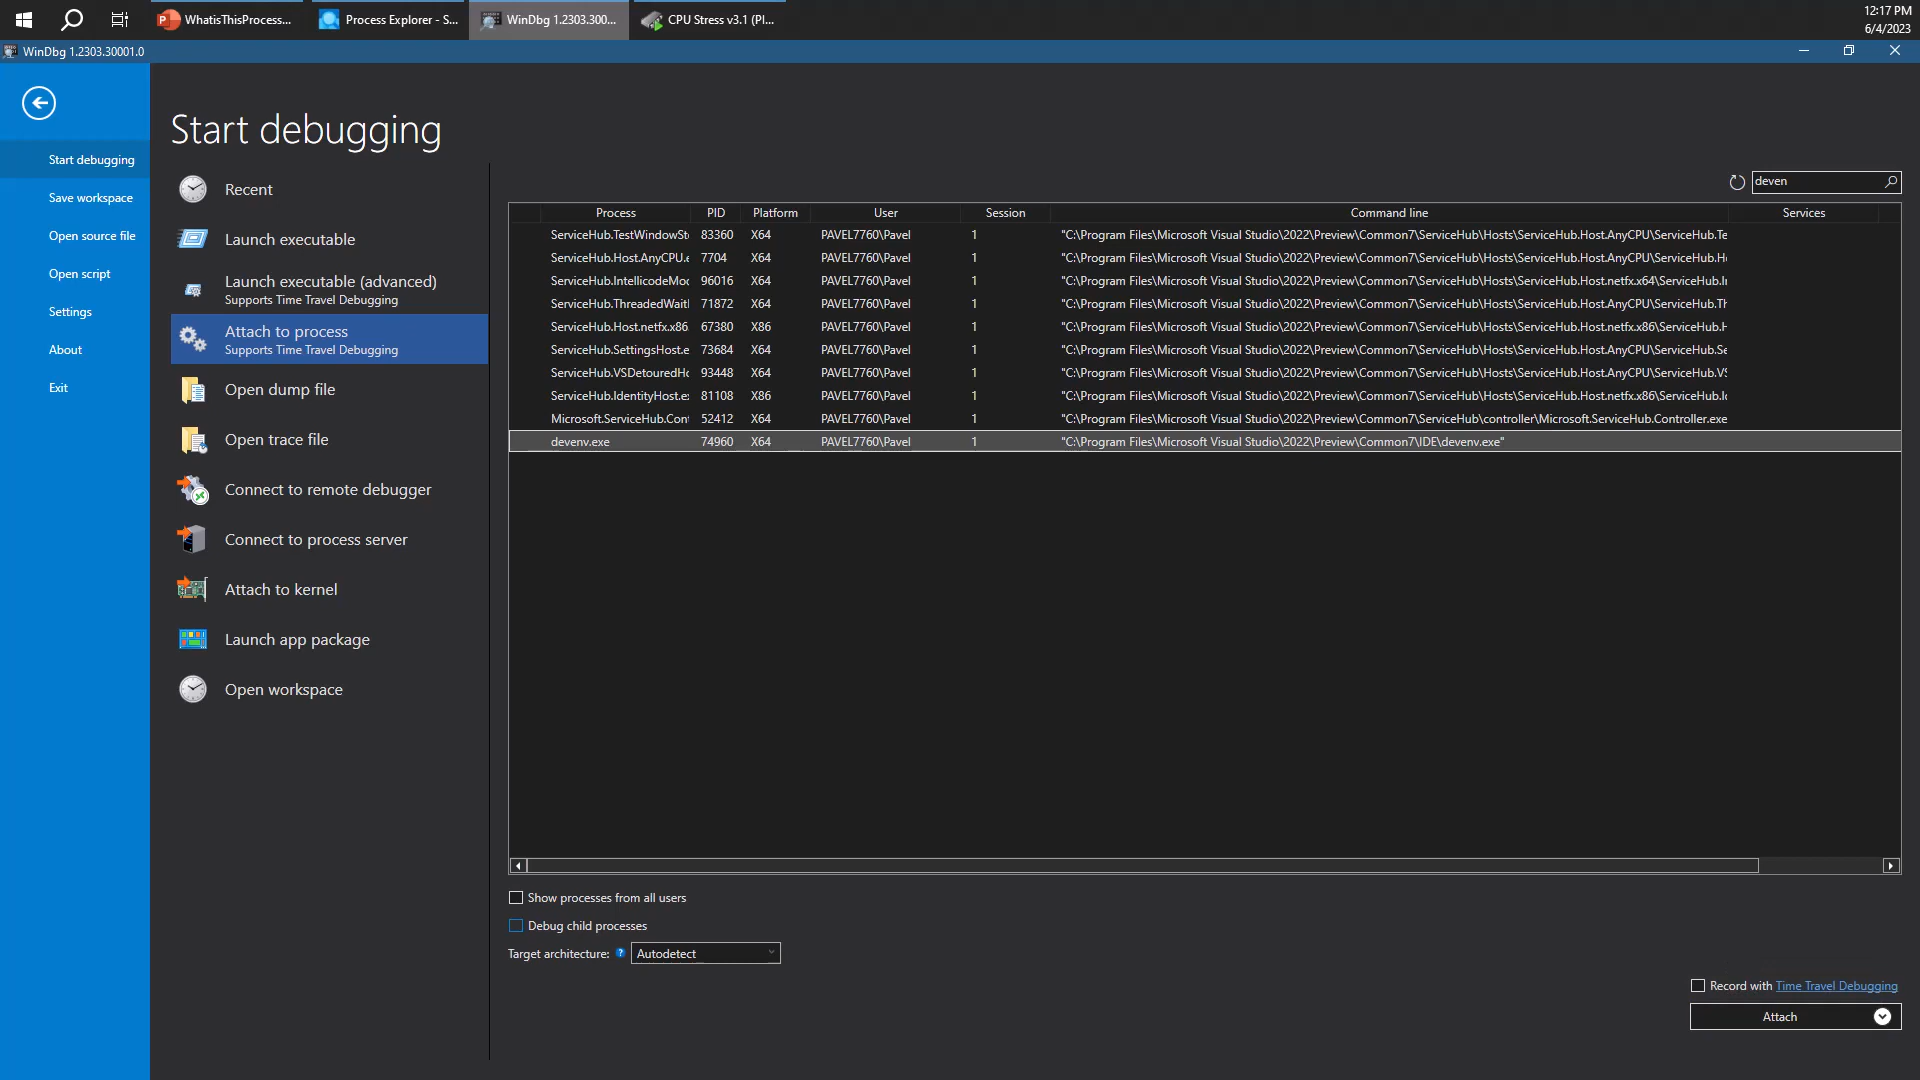 WhatisThisProcess...
Process Explorer - S...
WinDbg 1.2303.300...
CPU Stress v3.1 (PI...
12:17 PM
6/4/2023
WinDbg 1.2303.30001.0
Start debugging
Save workspace
Open source file
Open script
Settings
About
Exit
Start debugging
Recent
Launch executable
Launch executable (advanced)
Supports Time Travel Debugging
Attach to process
Supports Time Travel Debugging
Open dump file
Open trace file
Connect to remote debugger
Connect to process server
Attach to kernel
Launch app package
Open workspace
deven
Process PID Platform User Session Command line Services
ServiceHub.TestWindowSt 83360 X64 PAVEL7760\Pavel 1 "C:\Program Files\Microsoft Visual Studio\2022\Preview\Common7\ServiceHub\Hosts\ServiceHub.Host.AnyCPU\ServiceHub.Te
ServiceHub.Host.AnyCPU.e 7704 X64 PAVEL7760\Pavel 1 "C:\Program Files\Microsoft Visual Studio\2022\Preview\Common7\ServiceHub\Hosts\ServiceHub.Host.AnyCPU\ServiceHub.H
ServiceHub.IntellicodeMoc 96016 X64 PAVEL7760\Pavel 1 "C:\Program Files\Microsoft Visual Studio\2022\Preview\Common7\ServiceHub\Hosts\ServiceHub.Host.netfx.x64\ServiceHub.In
ServiceHub.ThreadedWaitl 71872 X64 PAVEL7760\Pavel 1 "C:\Program Files\Microsoft Visual Studio\2022\Preview\Common7\ServiceHub\Hosts\ServiceHub.Host.AnyCPU\ServiceHub.Th
ServiceHub.Host.netfx.x86. 67380 X86 PAVEL7760\Pavel 1 "C:\Program Files\Microsoft Visual Studio\2022\Preview\Common7\ServiceHub\Hosts\ServiceHub.Host.netfx.x86\ServiceHub.H
ServiceHub.SettingsHost.e 73684 X64 PAVEL7760\Pavel 1 "C:\Program Files\Microsoft Visual Studio\2022\Preview\Common7\ServiceHub\Hosts\ServiceHub.Host.AnyCPU\ServiceHub.Se
ServiceHub.VSDetouredHc 93448 X64 PAVEL7760\Pavel 1 "C:\Program Files\Microsoft Visual Studio\2022\Preview\Common7\ServiceHub\Hosts\ServiceHub.Host.AnyCPU\ServiceHub.VS
ServiceHub.IdentityHost.e 81108 X86 PAVEL7760\Pavel 1 "C:\Program Files\Microsoft Visual Studio\2022\Preview\Common7\ServiceHub\Hosts\ServiceHub.Host.netfx.x86\ServiceHub.Ic
Microsoft.ServiceHub.Con 52412 X64 PAVEL7760\Pavel 1 "C:\Program Files\Microsoft Visual Studio\2022\Preview\Common7\ServiceHub\controller\Microsoft.ServiceHub.Controller.exe
devenv.exe 74960 X64 PAVEL7760\Pavel 1 "C:\Program Files\Microsoft Visual Studio\2022\Preview\Common7\IDE\devenv.exe"
Show processes from all users
Debug child processes
Target architecture: ? Autodetect
Record with Time Travel Debugging
Attach